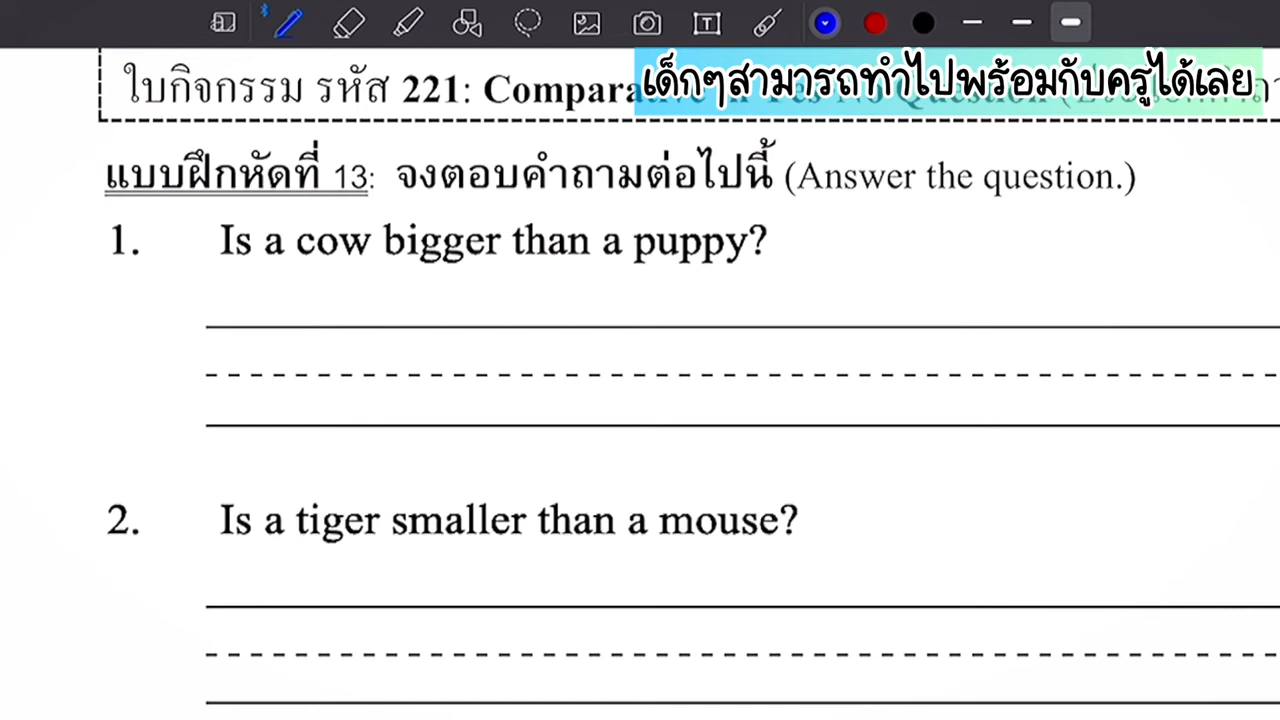 ใบกิจกรรม รหัส 221: Compara
เด็กๆสามารถทำไปพร้อมกับครูได้เลย
แบบฝึกหัดที่ 13: จงตอบคำถามต่อไปนี้ (Answer the question.)
1. Is a cow bigger than a puppy?
2. Is a tiger smaller than a mouse?